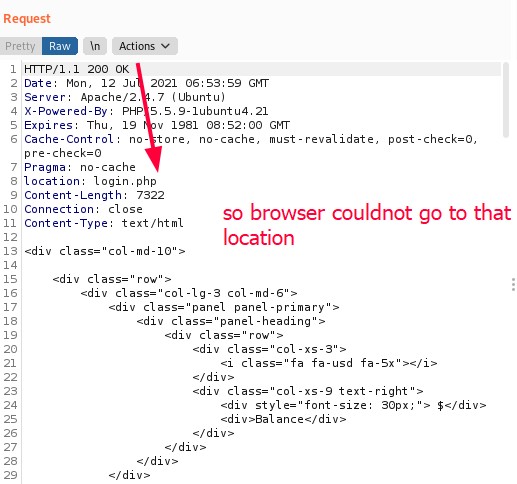 Request
Pretty Raw \n Actions
1 HTTP/1.1 200 OK
2 Date: Mon, 12 Jul 2021 06:53:59 GMT
3 Server: Apache/2.4.7 (Ubuntu)
4 X-Powered-By: PHP/5.5.9-1ubuntu4.21
5 Expires: Thu, 19 Nov 1981 08:52:00 GMT
6 Cache-Control: no-store, no-cache, must-revalidate, post-check=0,
pre-check=0
7 Pragma: no-cache
8 location: login.php
9 Content-Length: 7322
10 Connection: close
11 Content-Type: text/html
12
13 <div class="col-md-10">
14
15 <div class="row">
16 <div class="col-lg-3 col-md-6">
17 <div class="panel panel-primary">
18 <div class="panel-heading">
19 <div class="row">
20 <div class="col-xs-3">
21 <i class="fa fa-usd fa-5x"></i>
22 </div>
23 <div class="col-xs-9 text-right">
24 <div style="font-size: 30px;"> $</div>
25 <div>Balance</div>
26 </div>
27 </div>
28 </div>
29 </div>
so browser couldnot go to that
location